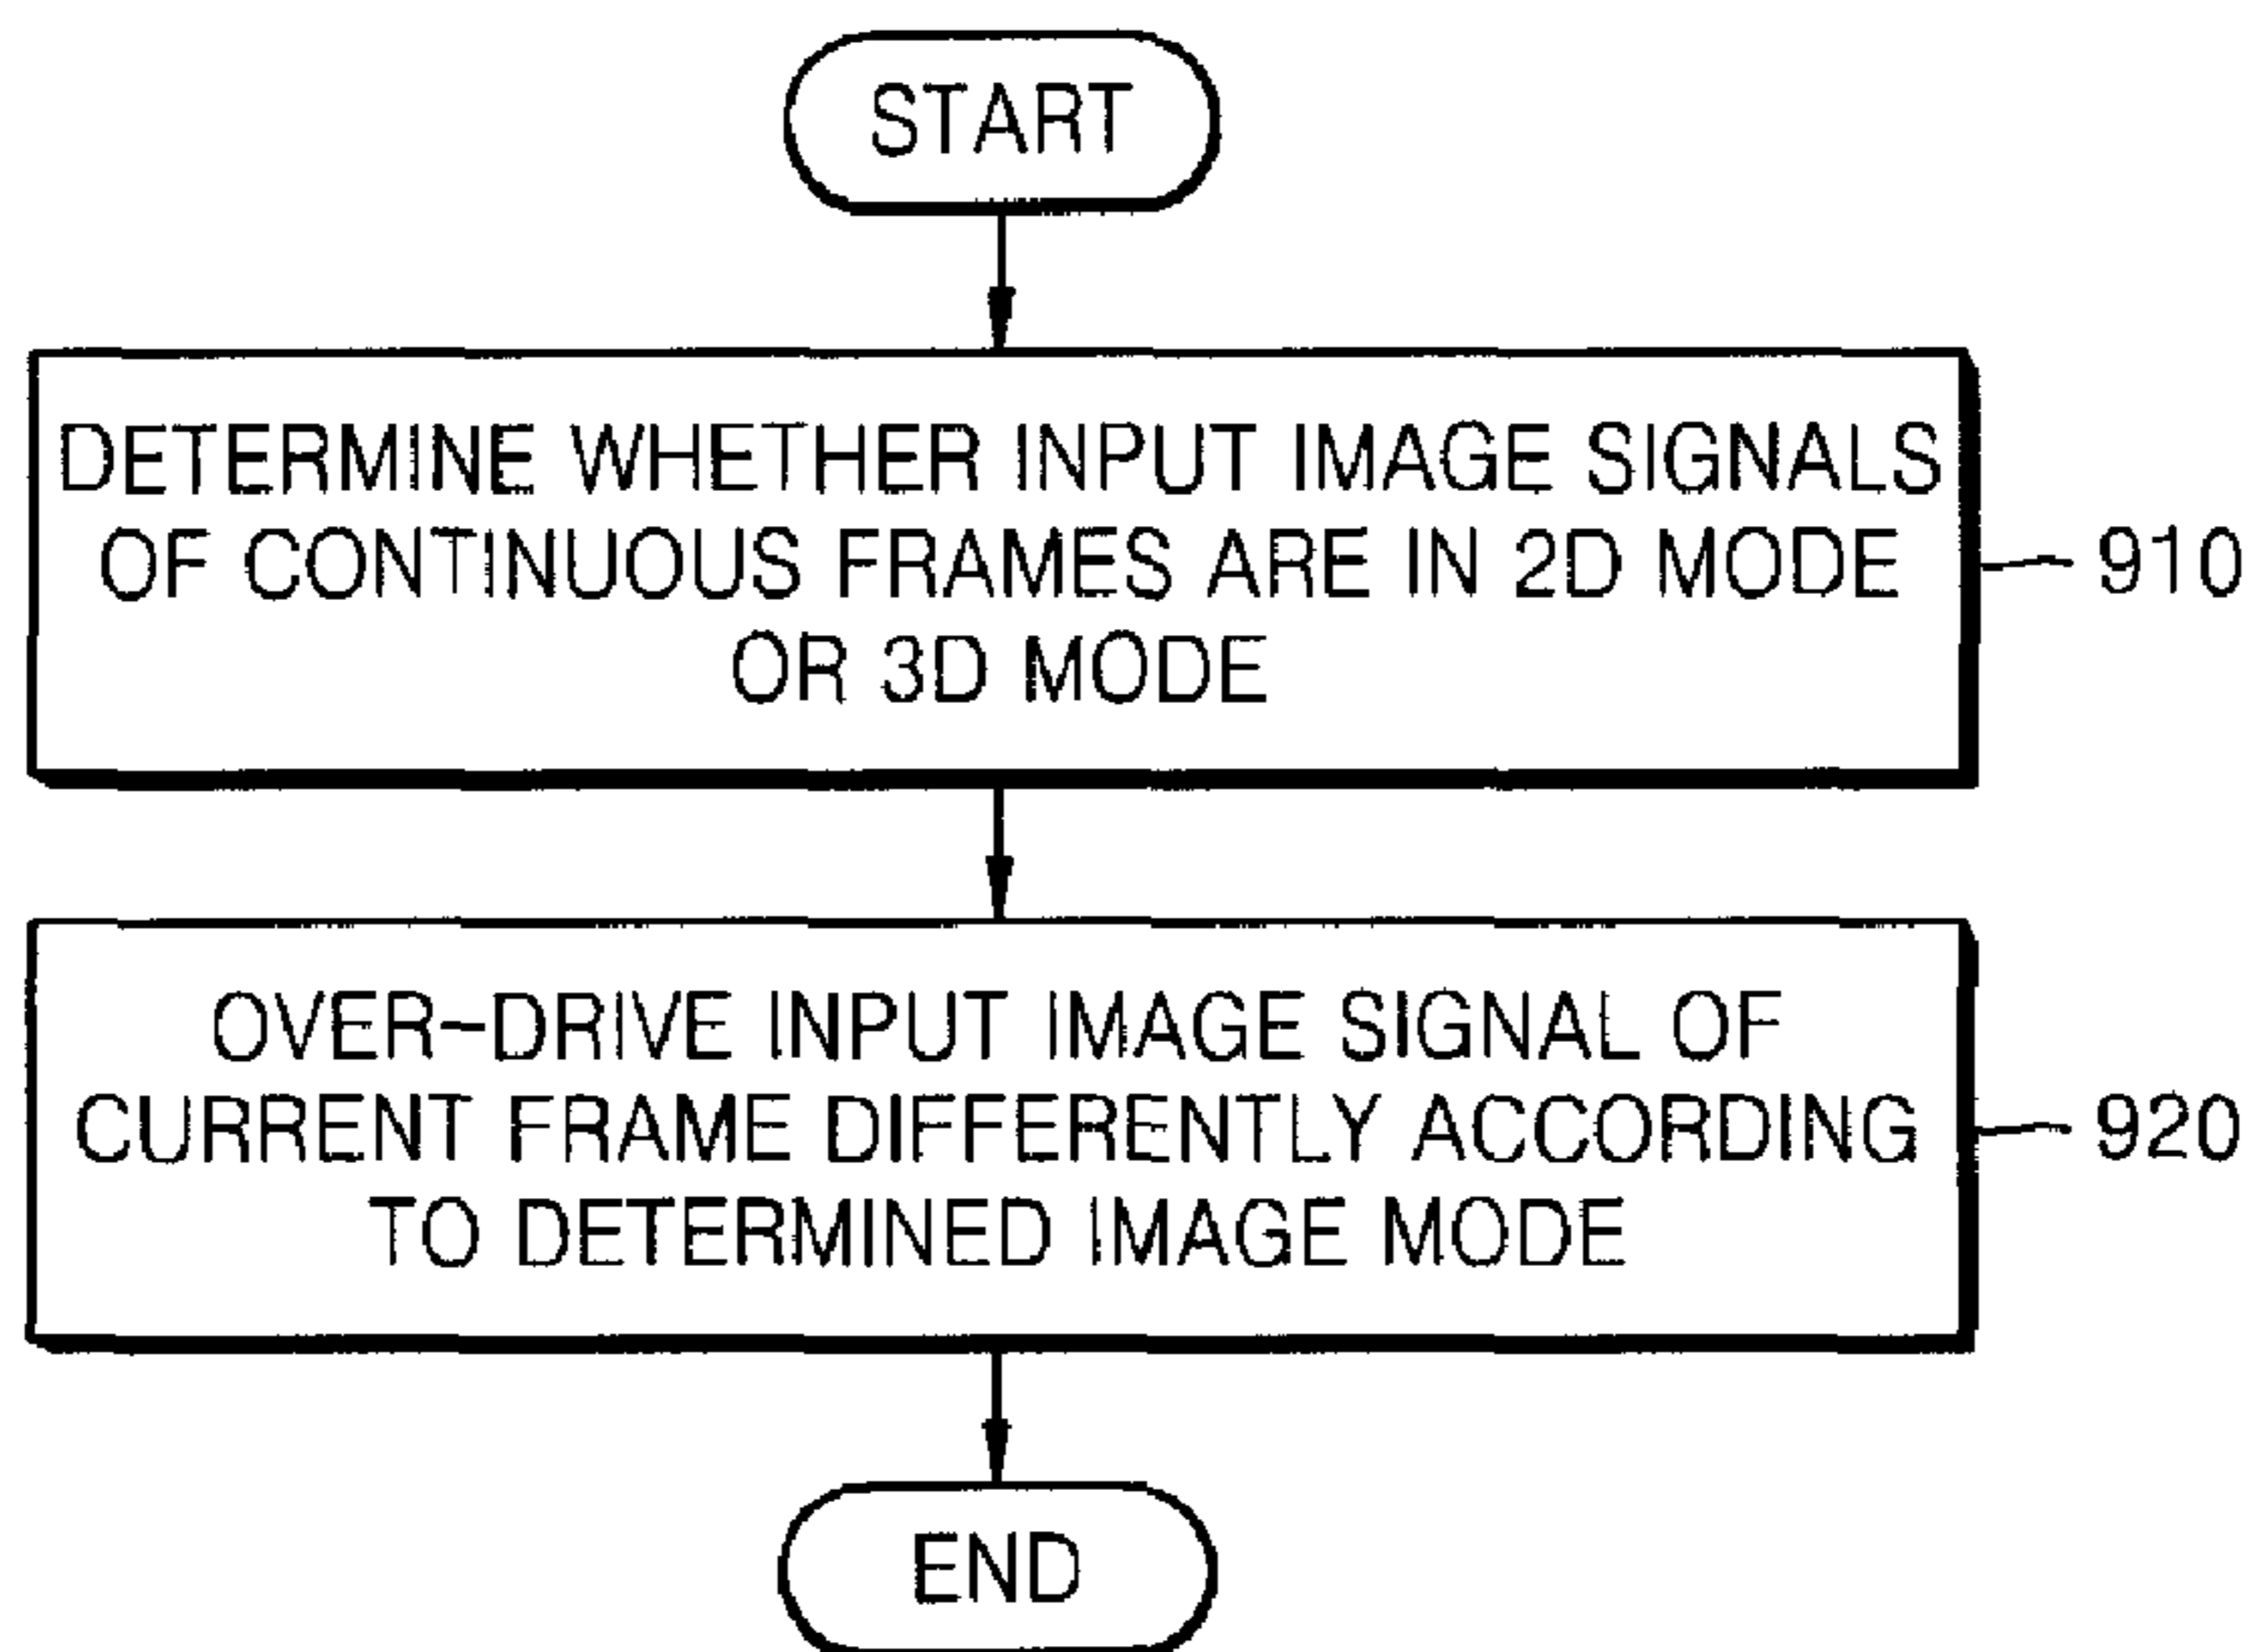 START
DETERMINE WHETHER INPUT IMAGE SIGNALS
OF CONTINUOUS FRAMES ARE IN 2D MODE
OR 3D MODE
910
OVER-DRIVE INPUT IMAGE SIGNAL OF
CURRENT FRAME DIFFERENTLY ACCORDING
TO DETERMINED IMAGE MODE
920
END